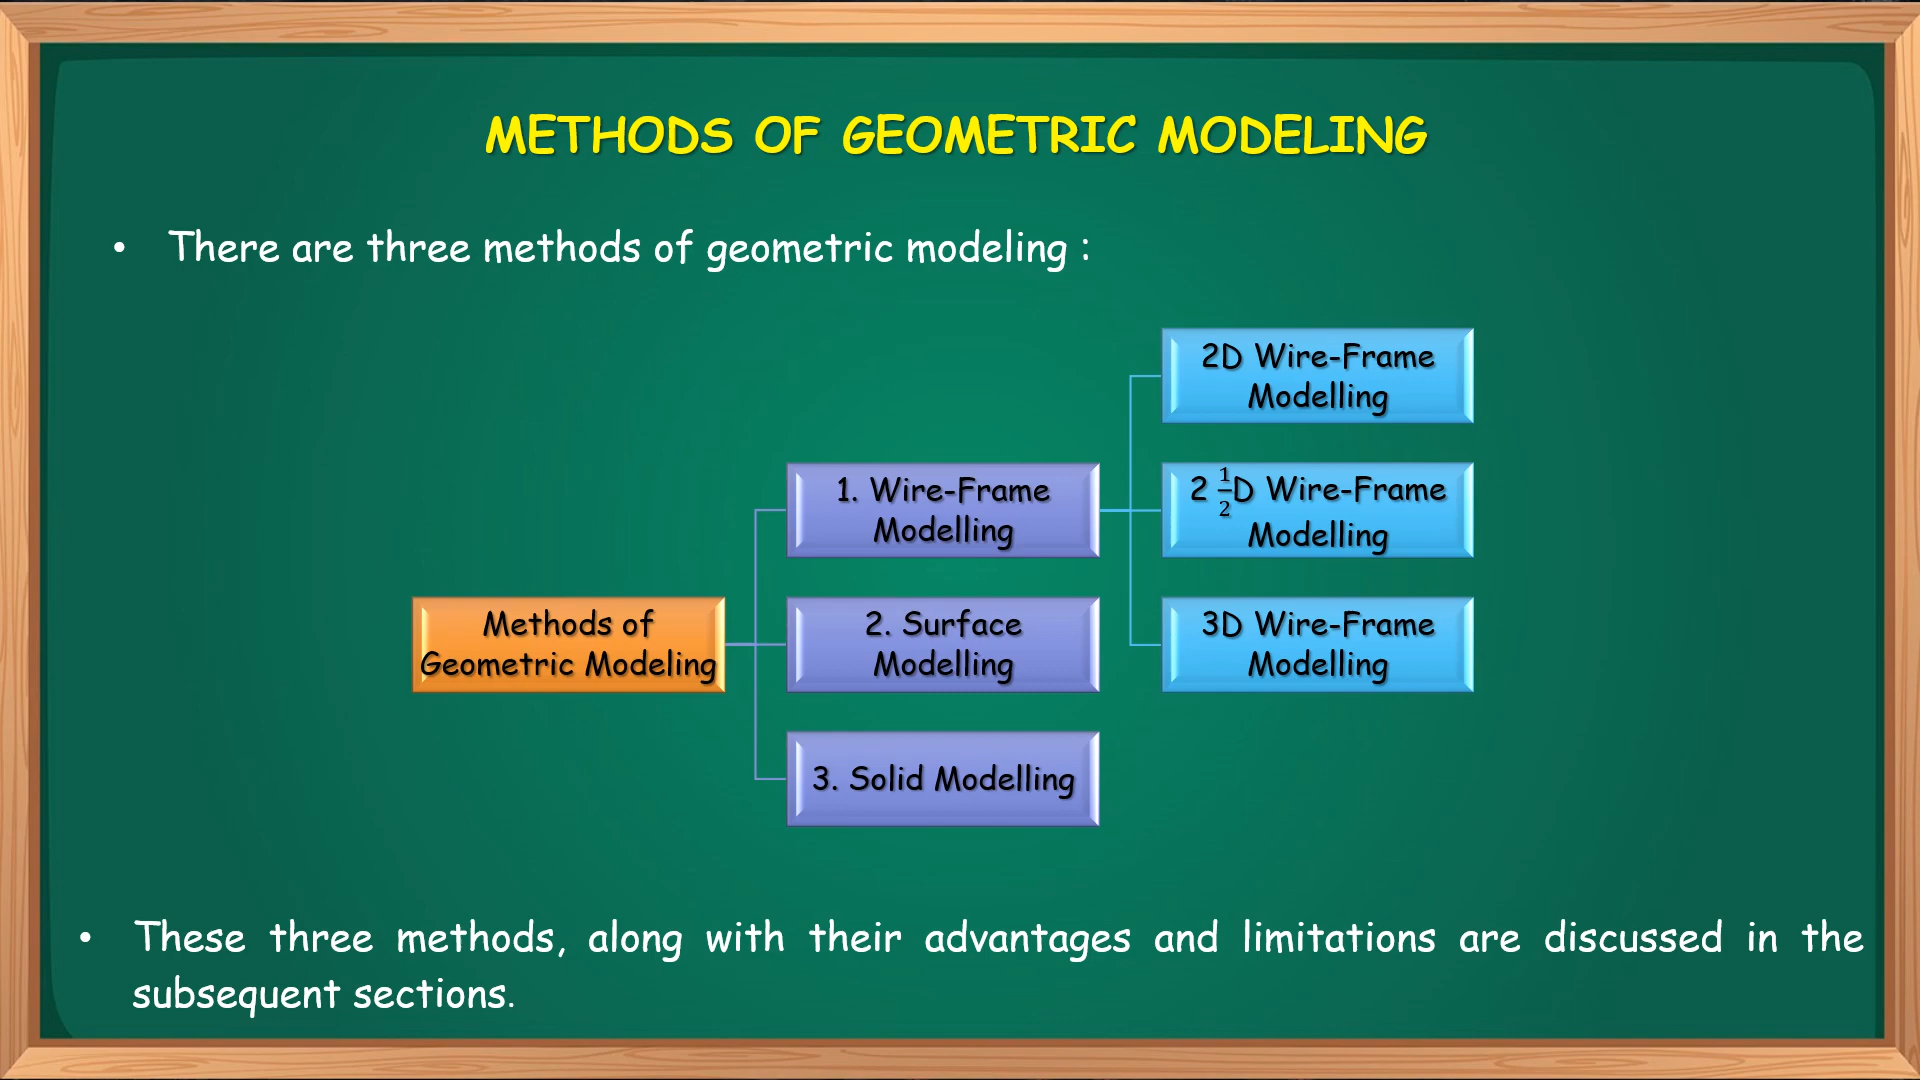 METHODS OF GEOMETRIC MODELING
• There are three methods of geometric modeling :
Methods of
Geometric Modeling
1. Wire-Frame
Modelling
2. Surface
Modelling
3. Solid Modelling
2D Wire-Frame
Modelling
2 1/2D Wire-Frame
Modelling
3D Wire-Frame
Modelling
• These three methods, along with their advantages and limitations are discussed in the
subsequent sections.